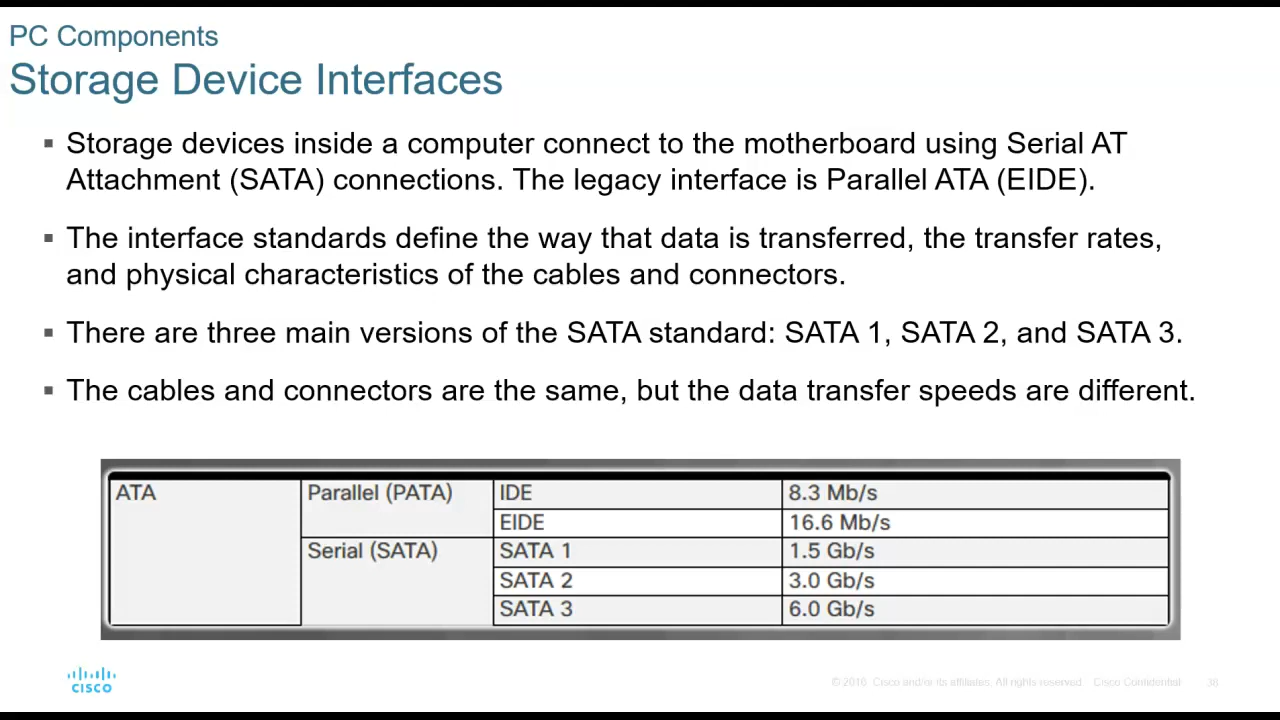 PC Components
Storage Device Interfaces
▪ Storage devices inside a computer connect to the motherboard using Serial AT
Attachment (SATA) connections. The legacy interface is Parallel ATA (EIDE).
▪ The interface standards define the way that data is transferred, the transfer rates,
and physical characteristics of the cables and connectors.
▪ There are three main versions of the SATA standard: SATA 1, SATA 2, and SATA 3.
▪ The cables and connectors are the same, but the data transfer speeds are different.
ATA Parallel (PATA) IDE 8.3 Mb/s
EIDE 16.6 Mb/s
Serial (SATA) SATA 1 1.5 Gb/s
SATA 2 3.0 Gb/s
SATA 3 6.0 Gb/s
CISCO
Cisco and/or its affiliates. All rights reserved. Cisco Confidential